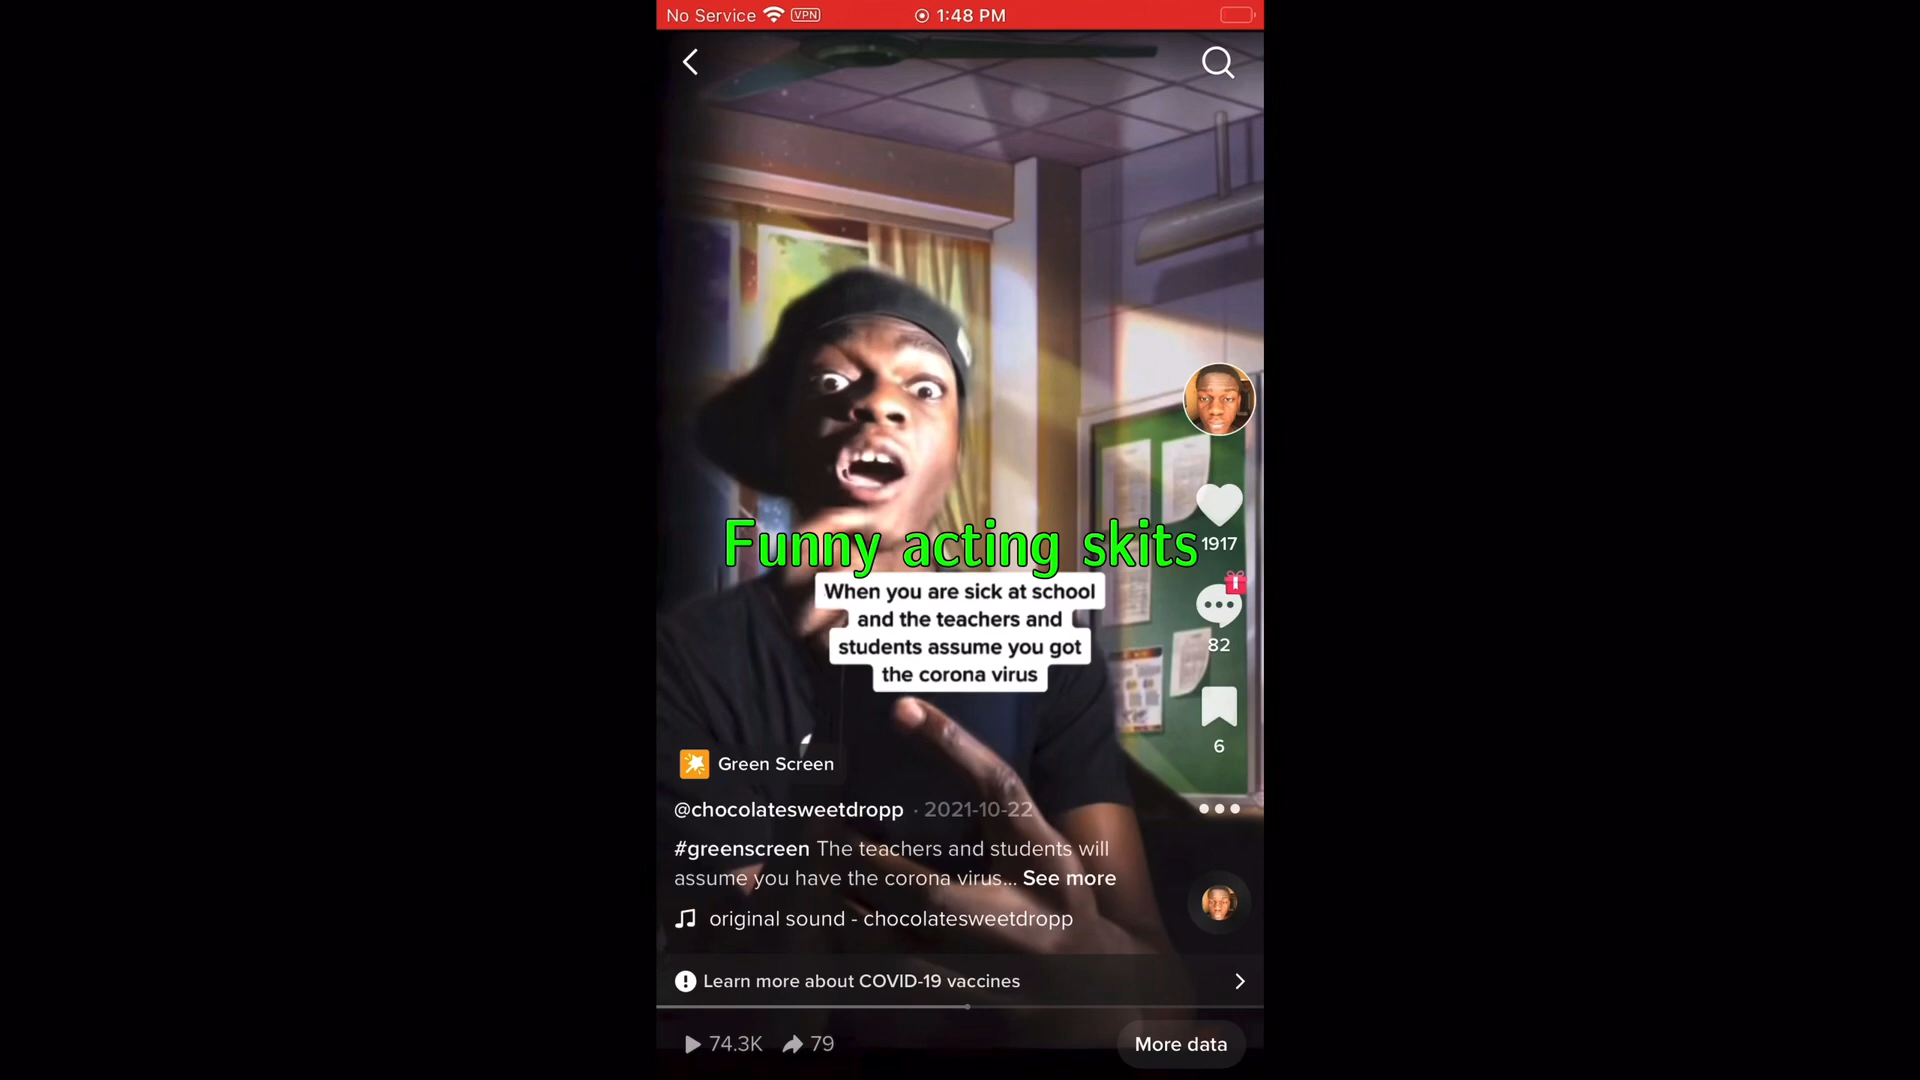 No Service VPN 1:48 PM
Funny acting skits
1917
When you are sick at school
and the teachers and
students assume you got
the corona virus
82
6
Green Screen
@chocolatesweetdropp · 2021-10-22
#greenscreen The teachers and students will
assume you have the corona virus... See more
original sound - chocolatesweetdropp
Learn more about COVID-19 vaccines
74.3K 79 More data